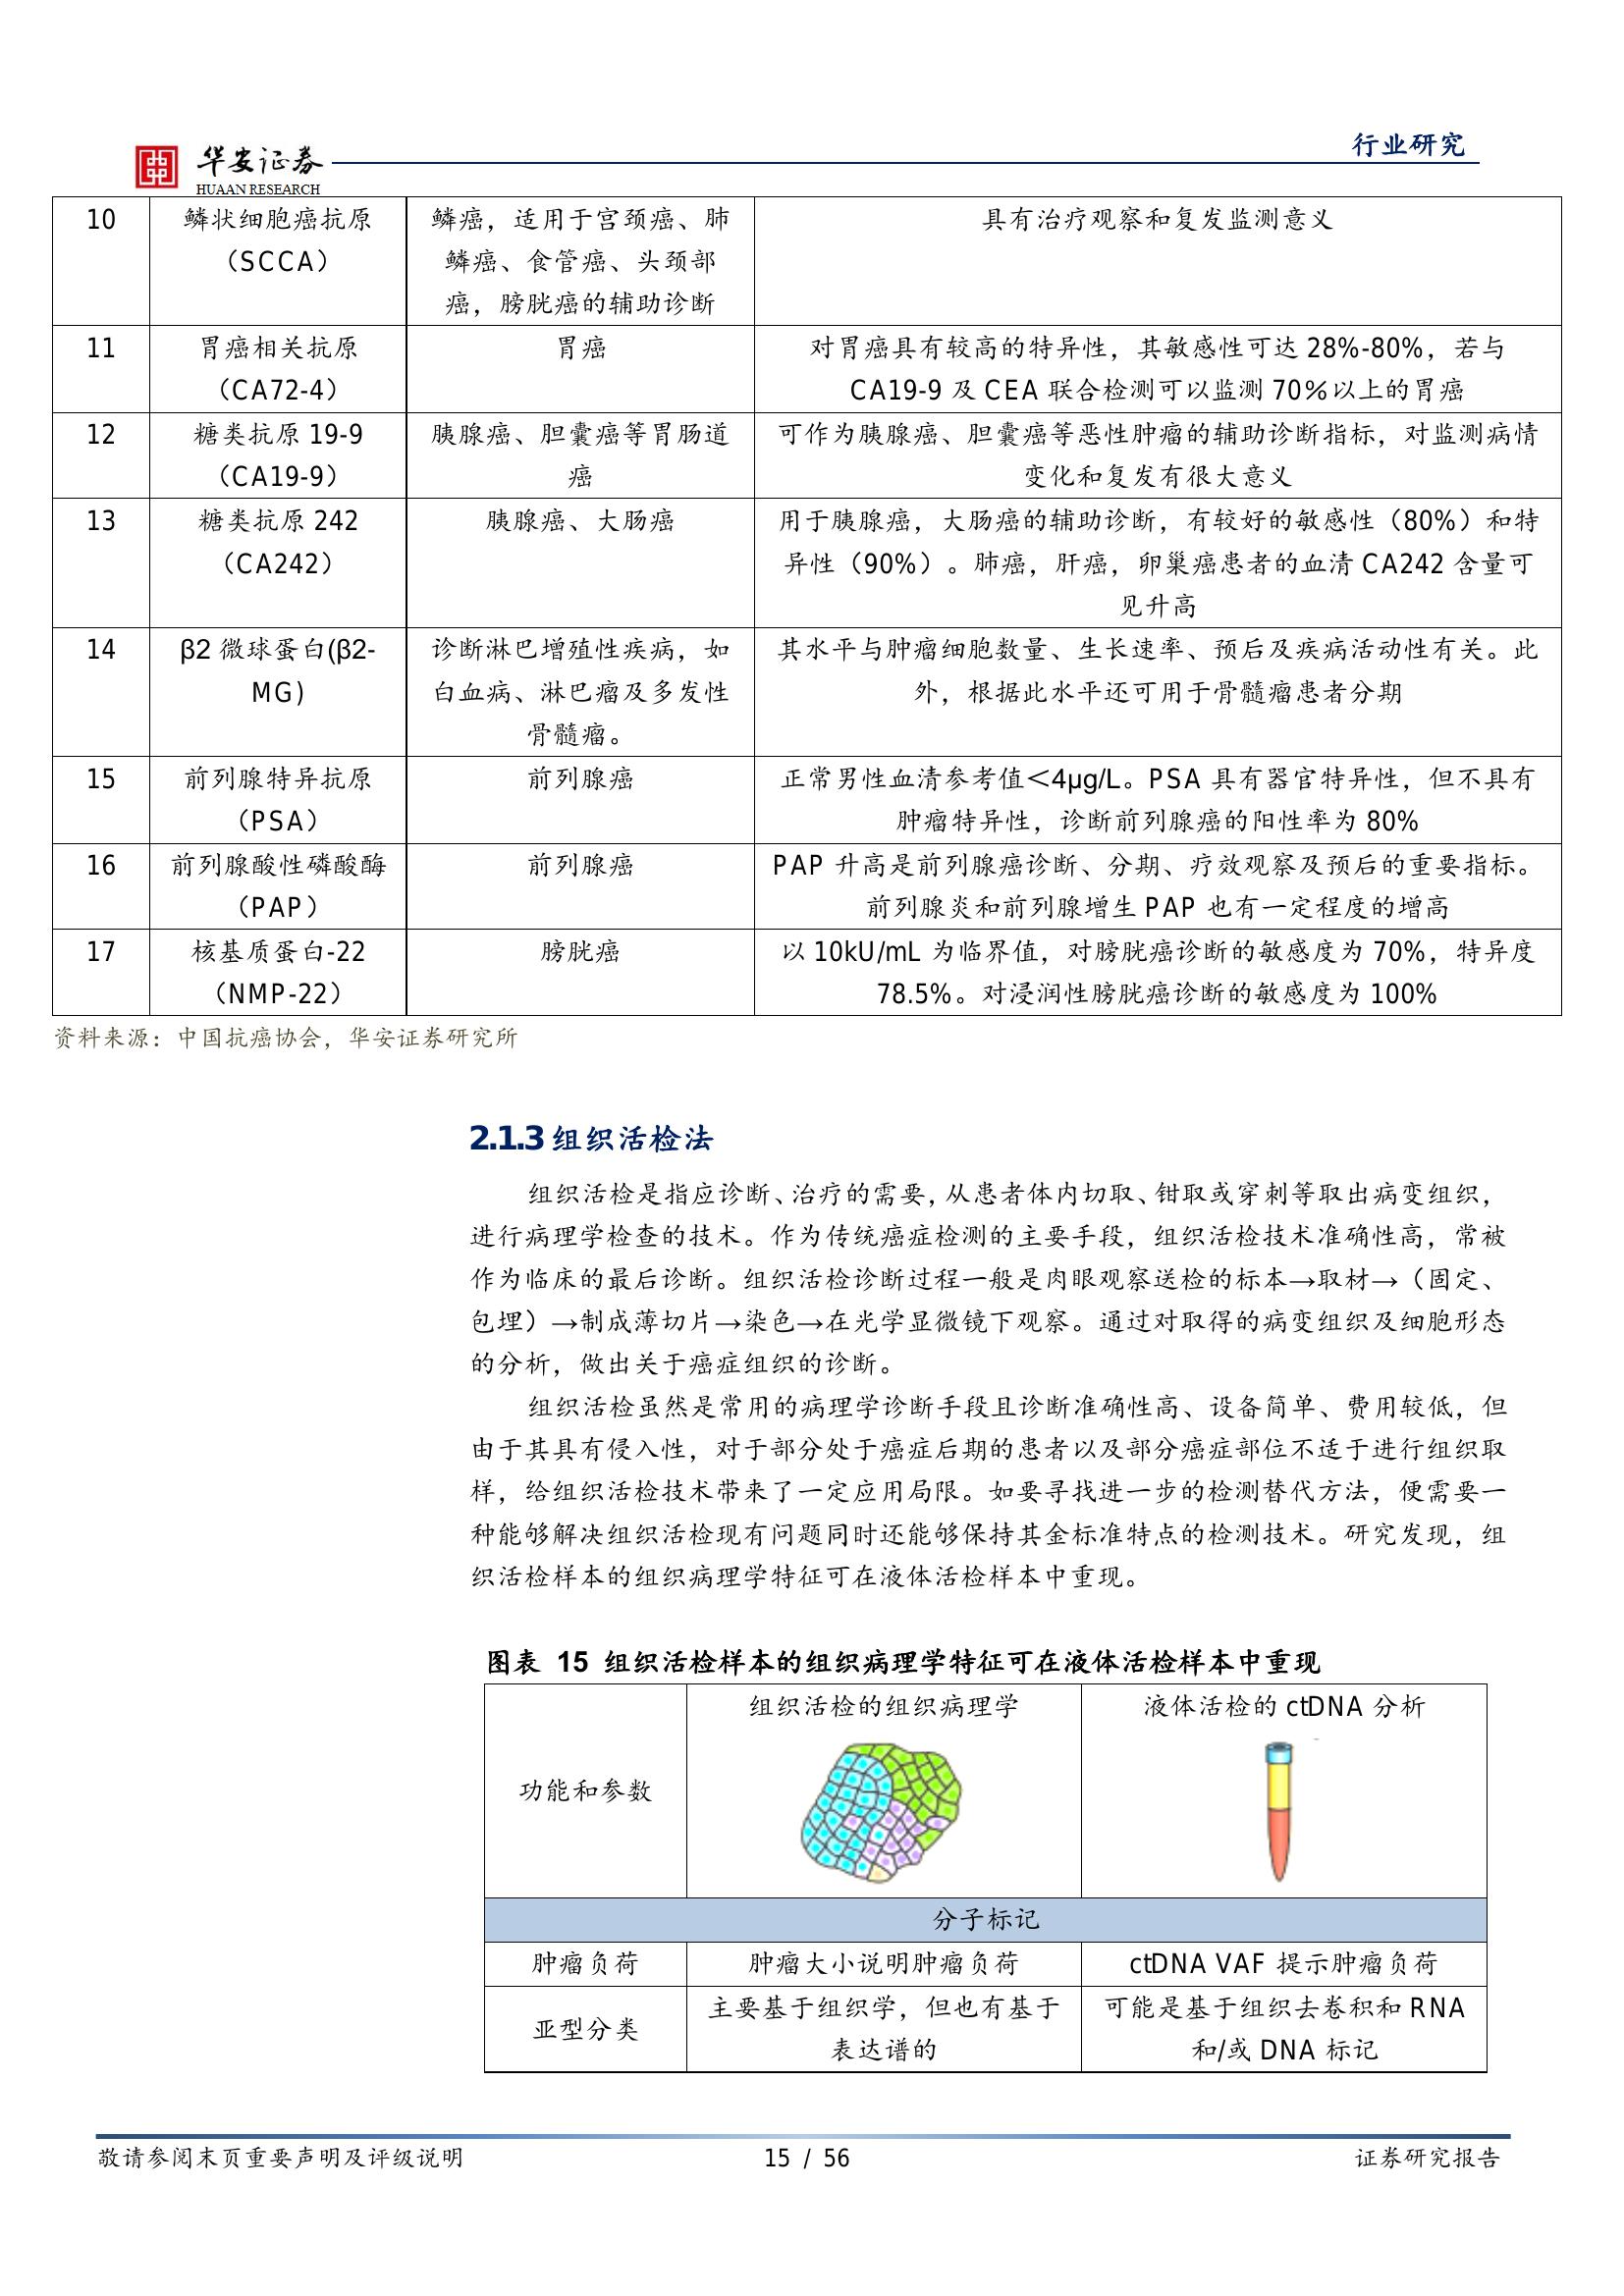 行业研究
华安证券
HUAAN RESEARCH
10
鳞状细胞癌抗原
（SCCA）
鳞癌，适用于宫颈癌、肺
鳞癌、食管癌、头颈部
癌，膀胱癌的辅助诊断
具有治疗观察和复发监测意义
11
胃癌相关抗原
（CA72-4）
胃癌
对胃癌具有较高的特异性，其敏感性可达 28%-80%，若与
CA19-9 及 CEA 联合检测可以监测 70%以上的胃癌
12
糖类抗原 19-9
（CA19-9）
胰腺癌、胆囊癌等胃肠道
癌
可作为胰腺癌、胆囊癌等恶性肿瘤的辅助诊断指标，对监测病情
变化和复发有很大意义
13
糖类抗原 242
（CA242）
胰腺癌、大肠癌
用于胰腺癌，大肠癌的辅助诊断，有较好的敏感性（80%）和特
异性（90%）。肺癌，肝癌，卵巢癌患者的血清 CA242 含量可
见升高
14
β2 微球蛋白(β2-
MG)
诊断淋巴增殖性疾病，如
白血病、淋巴瘤及多发性
骨髓瘤。
其水平与肿瘤细胞数量、生长速率、预后及疾病活动性有关。此
外，根据此水平还可用于骨髓瘤患者分期
15
前列腺特异抗原
（PSA）
前列腺癌
正常男性血清参考值＜4μg/L。PSA 具有器官特异性，但不具有
肿瘤特异性，诊断前列腺癌的阳性率为 80%
16
前列腺酸性磷酸酶
（PAP）
前列腺癌
PAP 升高是前列腺癌诊断、分期、疗效观察及预后的重要指标。
前列腺炎和前列腺增生 PAP 也有一定程度的增高
17
核基质蛋白-22
（NMP-22）
膀胱癌
以 10kU/mL 为临界值，对膀胱癌诊断的敏感度为 70%，特异度
78.5%。对浸润性膀胱癌诊断的敏感度为 100%
资料来源：中国抗癌协会，华安证券研究所
2.1.3 组织活检法
组织活检是指应诊断、治疗的需要，从患者体内切取、钳取或穿刺等取出病变组织，
进行病理学检查的技术。作为传统癌症检测的主要手段，组织活检技术准确性高，常被
作为临床的最后诊断。组织活检诊断过程一般是肉眼观察送检的标本→取材→（固定、
包埋）→制成薄切片→染色→在光学显微镜下观察。通过对取得的病变组织及细胞形态
的分析，做出关于癌症组织的诊断。
组织活检虽然是常用的病理学诊断手段且诊断准确性高、设备简单、费用较低，但
由于其具有侵入性，对于部分处于癌症后期的患者以及部分癌症部位不适于进行组织取
样，给组织活检技术带来了一定应用局限。如要寻找进一步的检测替代方法，便需要一
种能够解决组织活检现有问题同时还能够保持其金标准特点的检测技术。研究发现，组
织活检样本的组织病理学特征可在液体活检样本中重现。
图表 15 组织活检样本的组织病理学特征可在液体活检样本中重现
功能和参数
组织活检的组织病理学
液体活检的 ctDNA 分析
分子标记
肿瘤负荷
肿瘤大小说明肿瘤负荷
ctDNA VAF 提示肿瘤负荷
亚型分类
主要基于组织学，但也有基于
表达谱的
可能是基于组织去卷积和 RNA
和/或 DNA 标记
敬请参阅末页重要声明及评级说明
15 / 56
证券研究报告